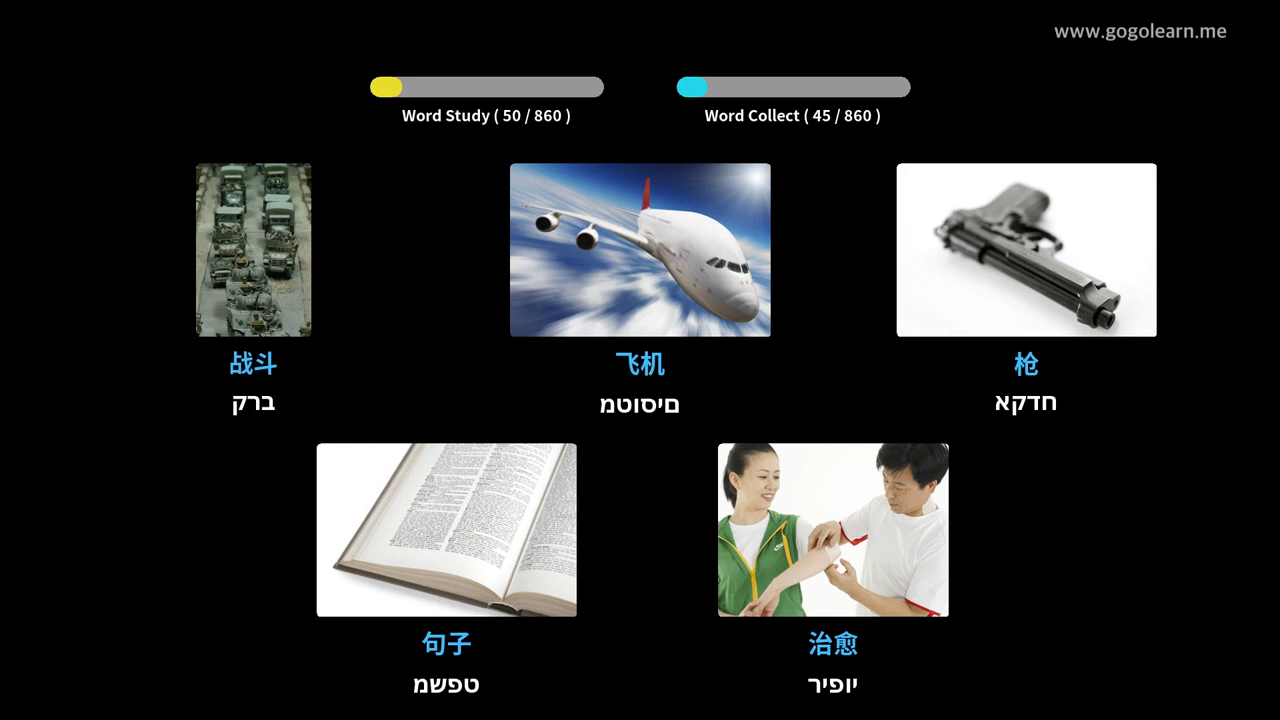 www.gogolearn.me
Word Study ( 50 / 860 )
Word Collect ( 45 / 860 )
战斗
ברק
飞机
םיסוטמ
枪
חדקא
句子
טפשמ
治愈
יופיר